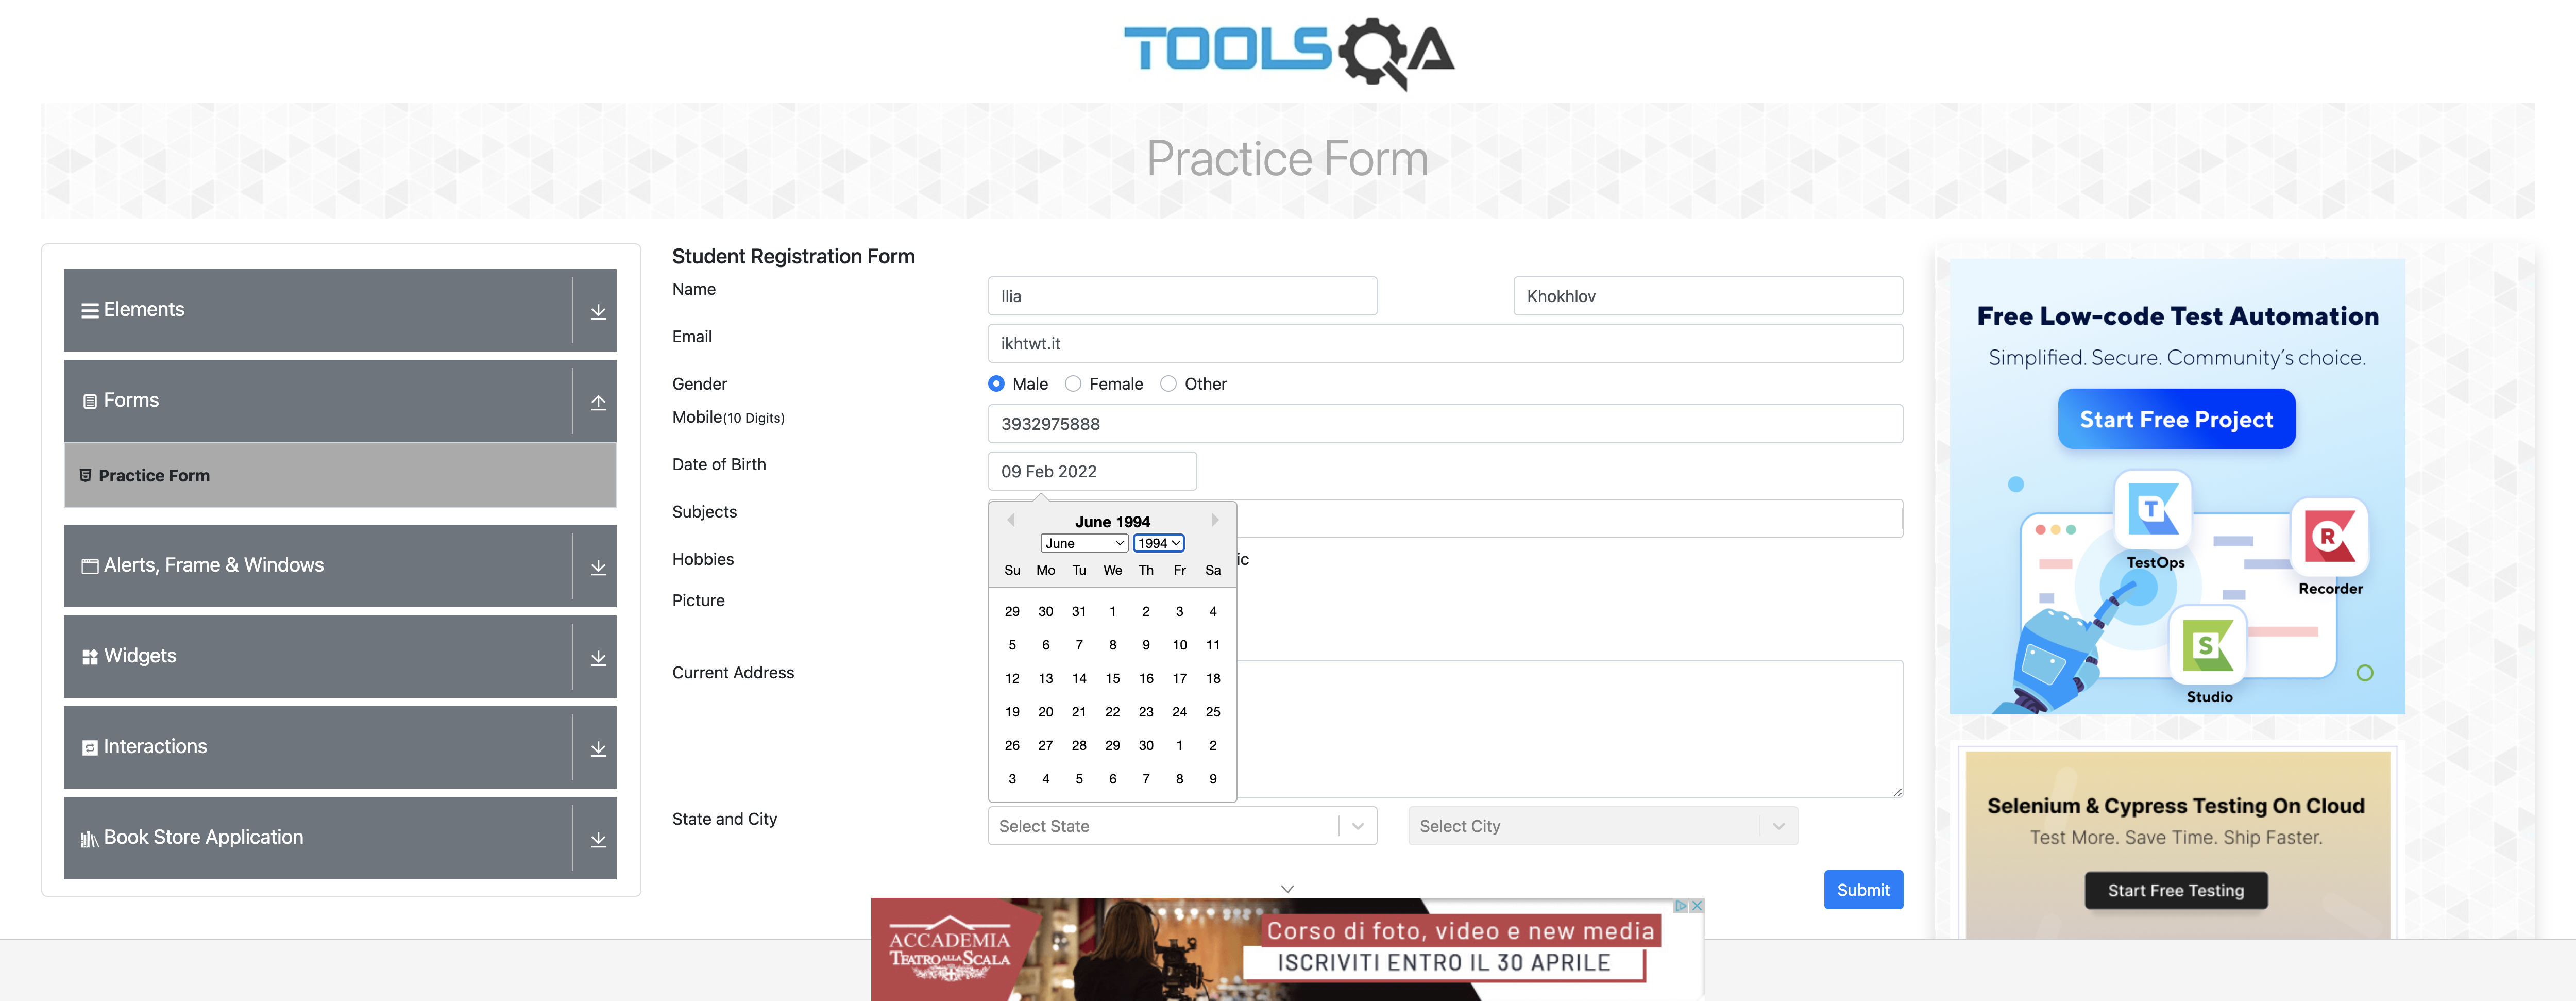 TOOLSQA
Practice Form
Elements
Forms
Practice Form
Alerts, Frame & Windows
Widgets
Interactions
Book Store Application
Student Registration Form
Name
Ilia
Khokhlov
Email
ikhtwt.it
Gender
Male
Female
Other
Mobile(10 Digits)
3932975888
Date of Birth
09 Feb 2022
Subjects
June 1994
June
1994
Su Mo Tu We Th Fr Sa
29 30 31 1 2 3 4
5 6 7 8 9 10 11
12 13 14 15 16 17 18
19 20 21 22 23 24 25
26 27 28 29 30 1 2
3 4 5 6 7 8 9
Hobbies
ic
Picture
Current Address
State and City
Select State
Select City
Submit
Free Low-code Test Automation
Simplified. Secure. Community's choice.
Start Free Project
T
TestOps
R
Recorder
S
Studio
Selenium & Cypress Testing On Cloud
Test More. Save Time. Ship Faster.
Start Free Testing
ACCADEMIA
TEATRO ALLA SCALA
Corso di foto, video e new media
ISCRIVITI ENTRO IL 30 APRILE